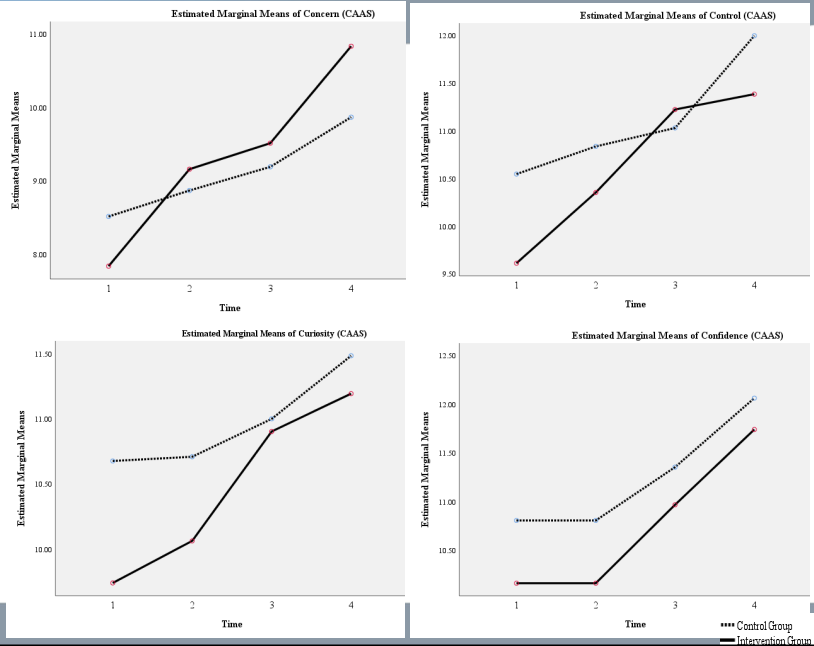 Estimated Marginal Means of Concern (CAAS)
11.00
10.00
9.00
8.00
Estimated Marginal Means
1 2 3 4
Time
Estimated Marginal Means of Control (CAAS)
12.00
11.50
11.00
10.50
10.00
9.50
Estimated Marginal Means
1 2 3 4
Time
Estimated Marginal Means of Curiosity (CAAS)
11.50
11.00
10.50
10.00
Estimated Marginal Means
1 2 3 4
Time
Estimated Marginal Means of Confidence (CAAS)
12.50
12.00
11.50
11.00
10.50
Estimated Marginal Means
1 2 3 4
Time
Control Group
Intervention Group